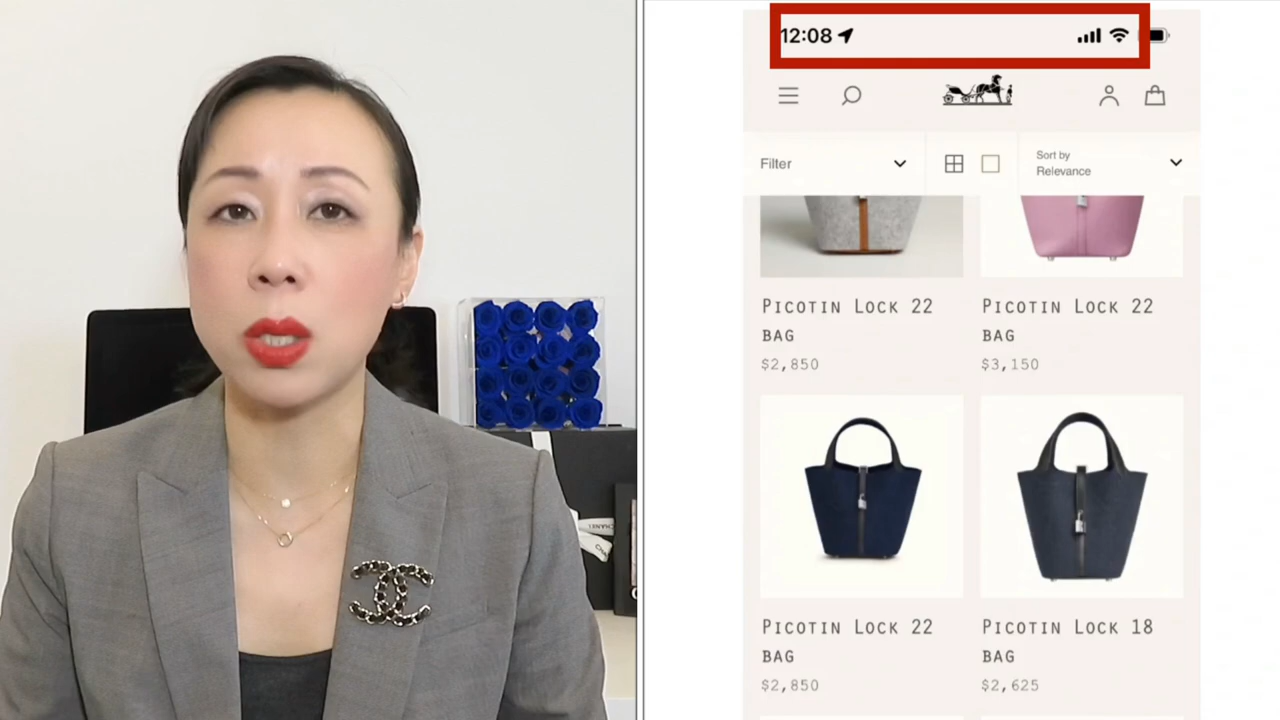 12:08
Filter
Sort by
Relevance
PICOTIN LOCK 22
BAG
$2,850
PICOTIN LOCK 22
BAG
$3,150
PICOTIN LOCK 22
BAG
$2,850
PICOTIN LOCK 18
BAG
$2,625
CHANEL